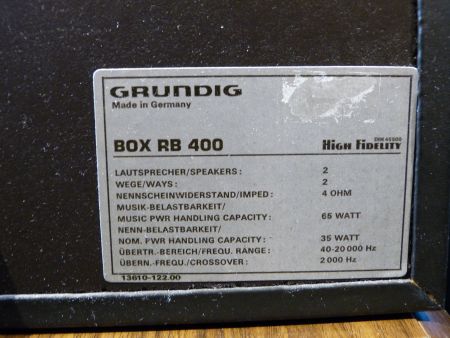 GRUNDIG
Made in Germany
DIN 45500
BOX RB 400 HIGH FIDELITY
LAUTSPRECHER/SPEAKERS: 2
WEGE/WAYS: 2
NENNSCHEINWIDERSTAND/IMPED: 4 OHM
MUSIK-BELASTBARKEIT/
MUSIC PWR HANDLING CAPACITY: 65 WATT
NENN-BELASTBARKEIT/
NOM. PWR HANDLING CAPACITY: 35 WATT
ÜBERTR.-BEREICH/FREQU. RANGE: 40-20 000 Hz
ÜBERN.-FREQU./CROSSOVER: 2 000 Hz
13610-122.00